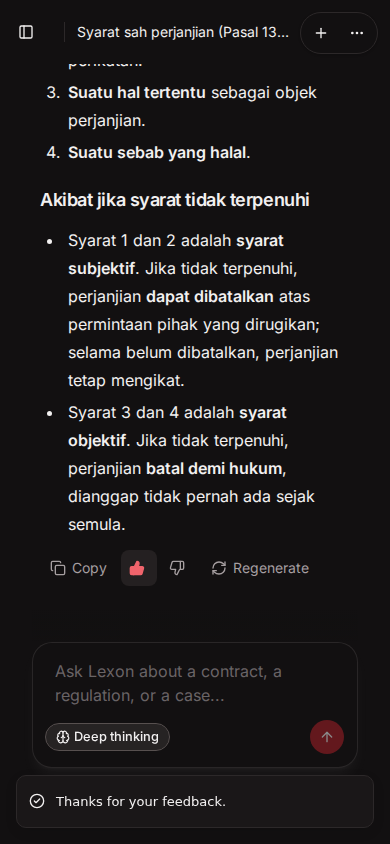 Syarat sah perjanjian (Pasal 13...
perikatan.
3. Suatu hal tertentu sebagai objek
perjanjian.
4. Suatu sebab yang halal.
Akibat jika syarat tidak terpenuhi
• Syarat 1 dan 2 adalah syarat
subjektif. Jika tidak terpenuhi,
perjanjian dapat dibatalkan atas
permintaan pihak yang dirugikan;
selama belum dibatalkan, perjanjian
tetap mengikat.
• Syarat 3 dan 4 adalah syarat
objektif. Jika tidak terpenuhi,
perjanjian batal demi hukum,
dianggap tidak pernah ada sejak
semula.
Copy Regenerate
Ask Lexon about a contract, a
regulation, or a case...
Deep thinking
Thanks for your feedback.